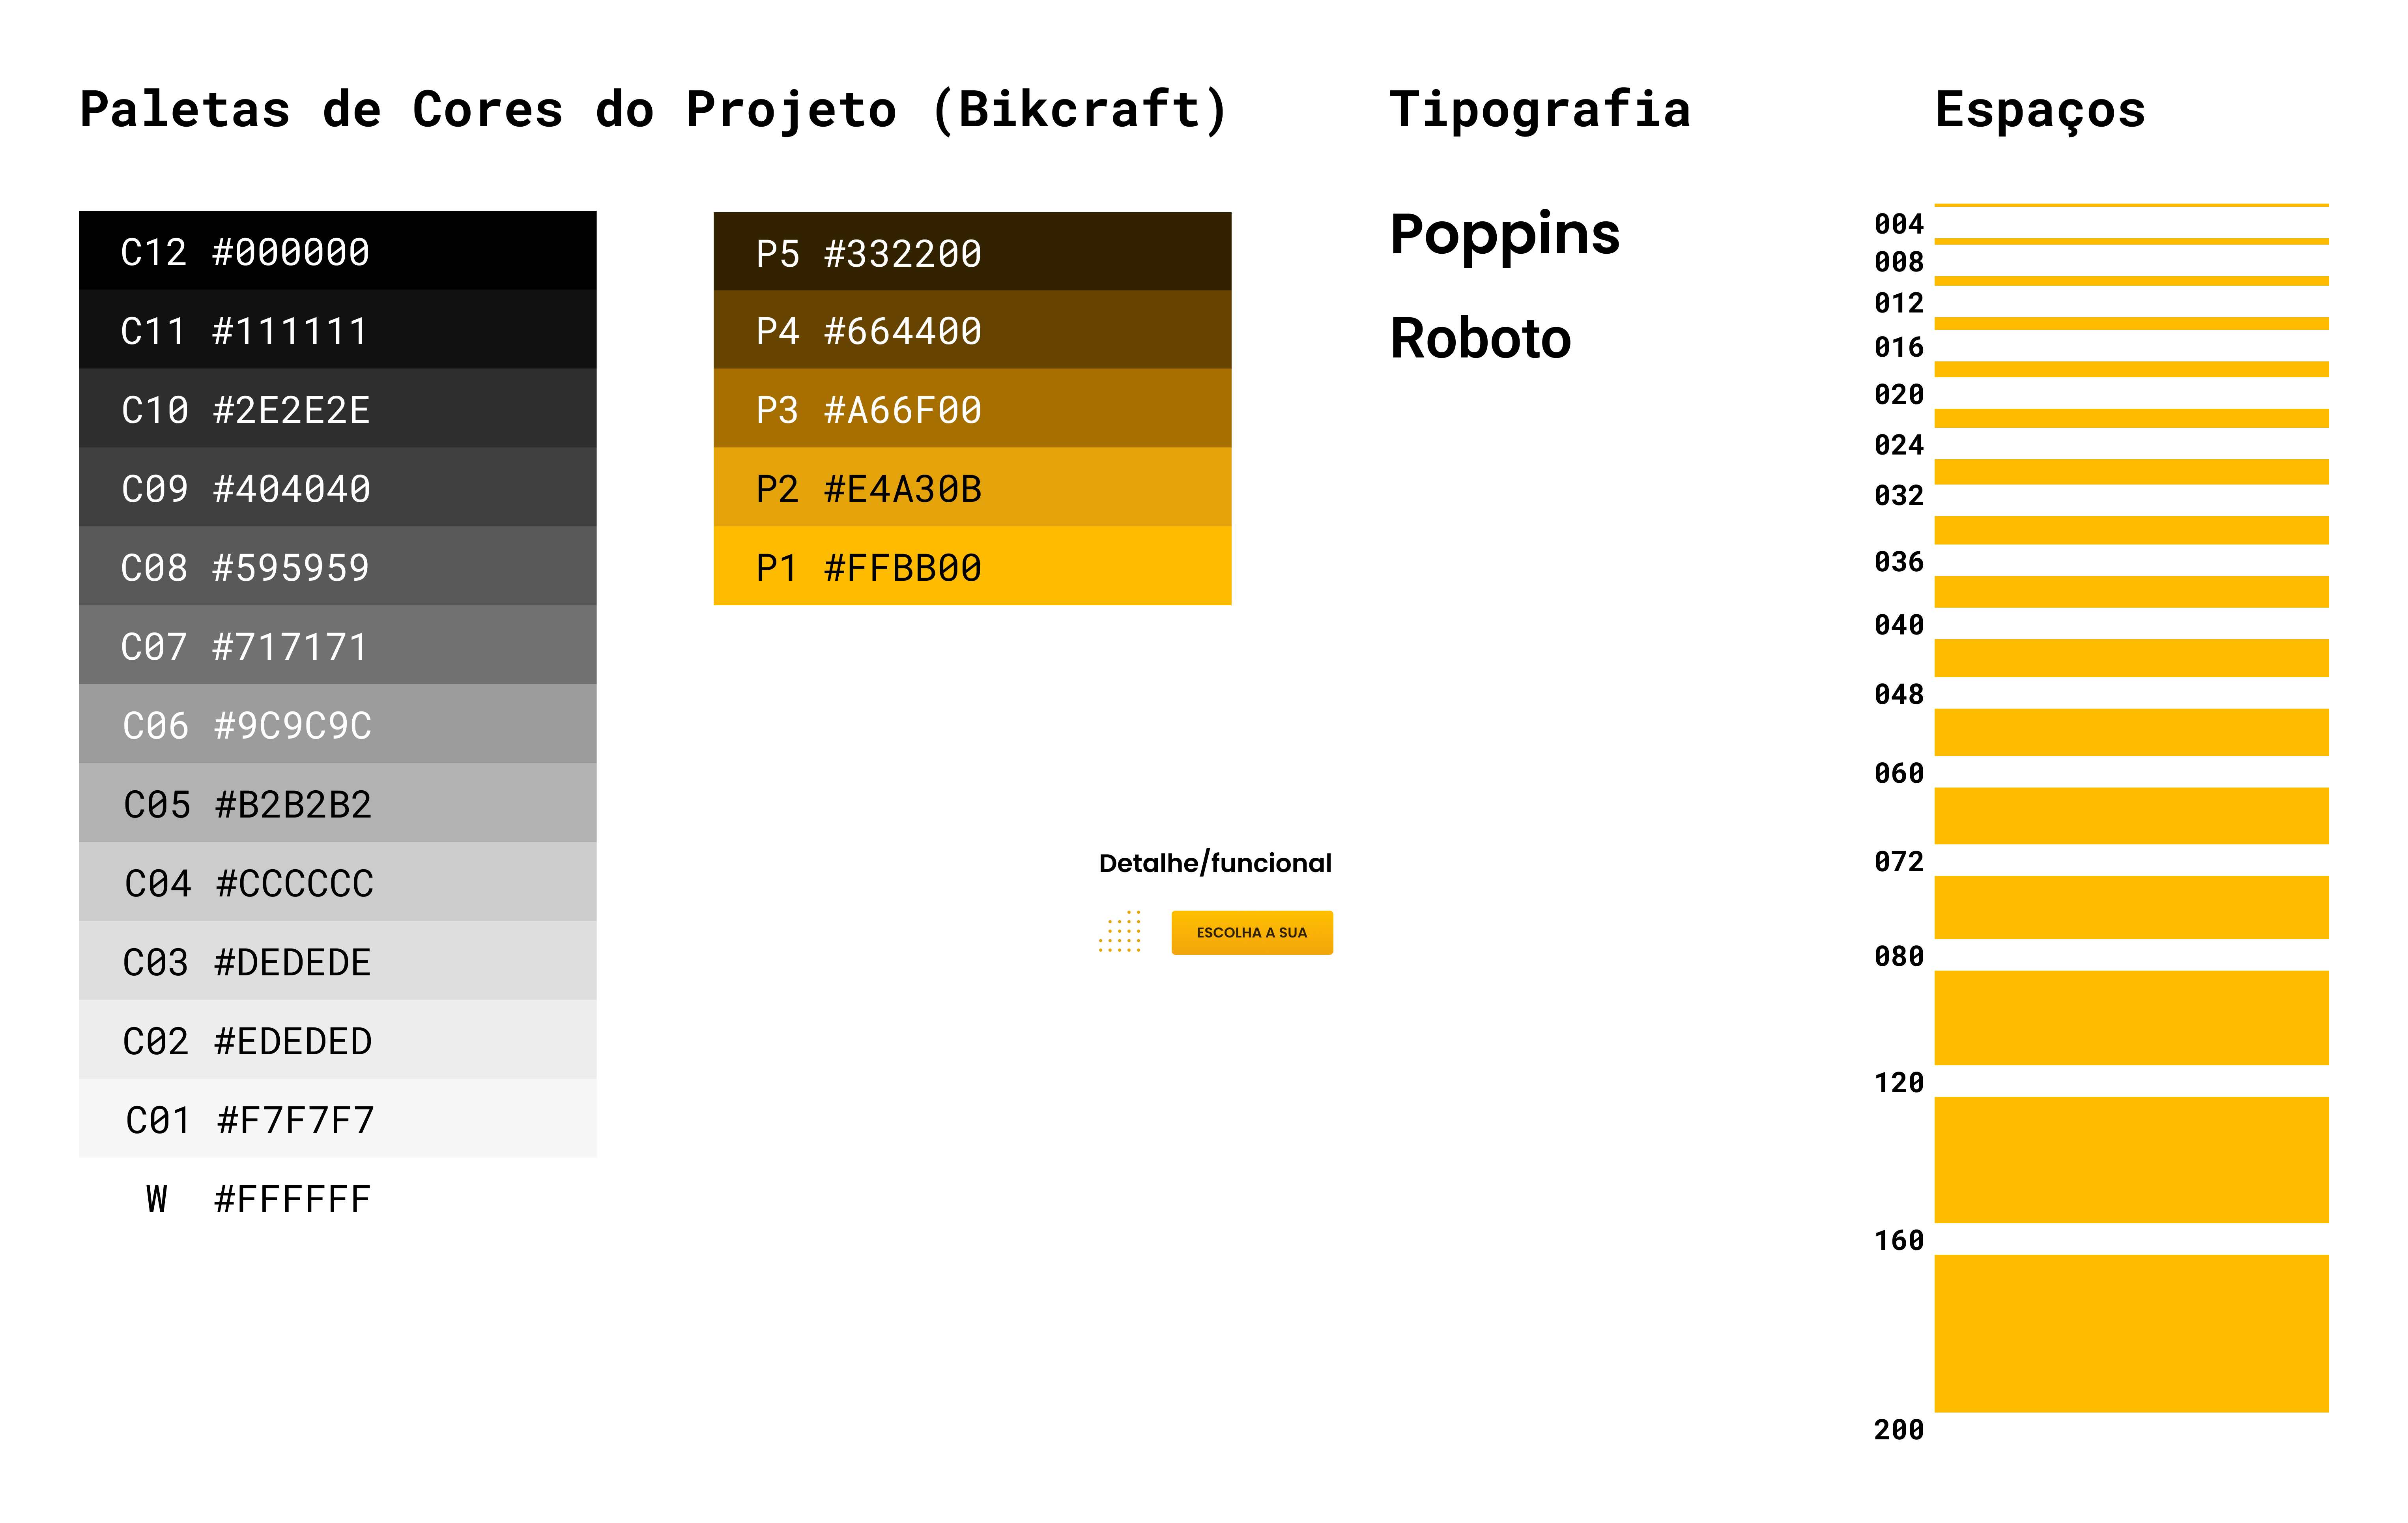 Paletas de Cores do Projeto (Bikcraft)
C12 #000000
C11 #111111
C10 #2E2E2E
C09 #404040
C08 #595959
C07 #717171
C06 #9C9C9C
C05 #B2B2B2
C04 #CCCCCC
C03 #DEDEDE
C02 #EDEDED
C01 #F7F7F7
W #FFFFFF
P5 #332200
P4 #664400
P3 #A66F00
P2 #E4A30B
P1 #FFBB00
Detalhe/funcional
ESCOLHA A SUA
Tipografia
Poppins
Roboto
Espaços
004
008
012
016
020
024
032
036
040
048
060
072
080
120
160
200